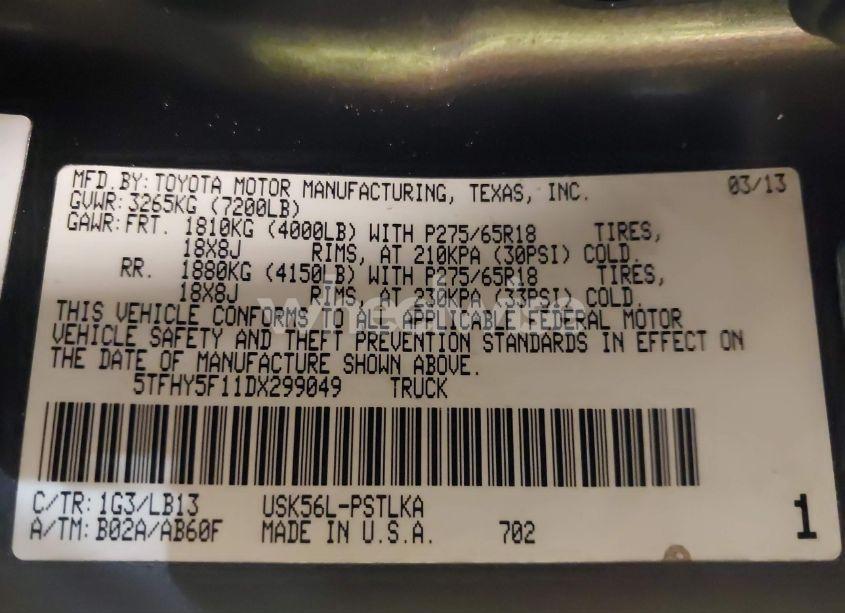 MFD.BY: TOYOTA MOTOR MANUFACTURING, TEXAS, INC. 03/13
GVWR: 3265KG (7200LB)
GAWR: FRT. 1810KG (4000LB) WITH P275/65R18 TIRES,
18X8J RIMS, AT 210KPA (30PSI) COLD.
RR. 1880KG (4150LB) WITH P275/65R18 TIRES,
18X8J RIMS, AT 230KPA (33PSI) COLD.
THIS VEHICLE CONFORMS TO ALL APPLICABLE FEDERAL MOTOR
VEHICLE SAFETY AND THEFT PREVENTION STANDARDS IN EFFECT ON
THE DATE OF MANUFACTURE SHOWN ABOVE.
5TFHY5F11DX299049 TRUCK
C/TR: 1G3/LB13 USK56L-PSTLKA
A/TM: B02A/AB60F MADE IN U.S.A. 702 1